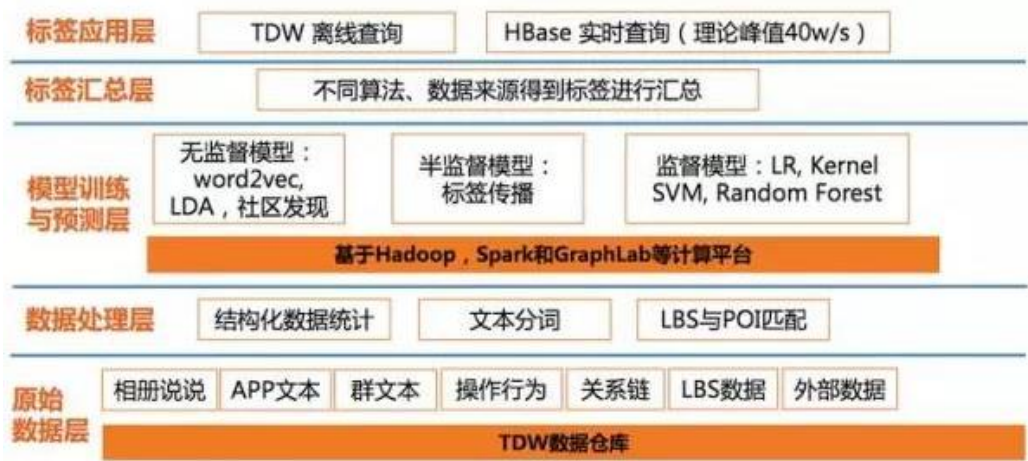 标签应用层
TDW 离线查询
HBase 实时查询（理论峰值40w/s）
标签汇总层
不同算法、数据来源得到标签进行汇总
模型训练
与预测层
无监督模型：
word2vec,
LDA，社区发现
半监督模型：
标签传播
监督模型：LR, Kernel
SVM, Random Forest
基于Hadoop，Spark和GraphLab等计算平台
数据处理层
结构化数据统计
文本分词
LBS与POI匹配
原始
数据层
相册说说
APP文本
群文本
操作行为
关系链
LBS数据
外部数据
TDW数据仓库